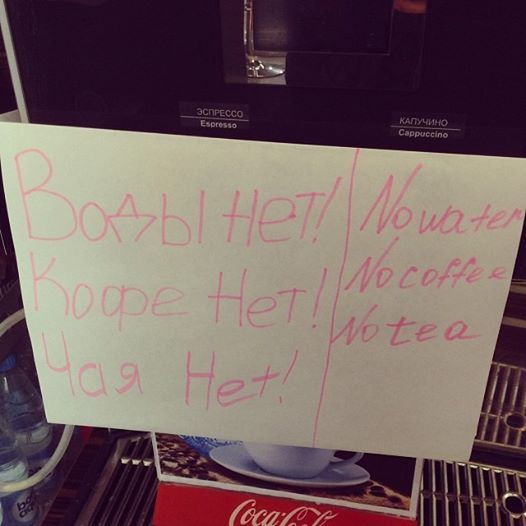 ЭСПРЕССО
Espresso
КАПУЧИНО
Cappuccino
Воды нет!
Кофе Нет!
Чая Нет!
No water
No coffee
No tea
Coca-Cola